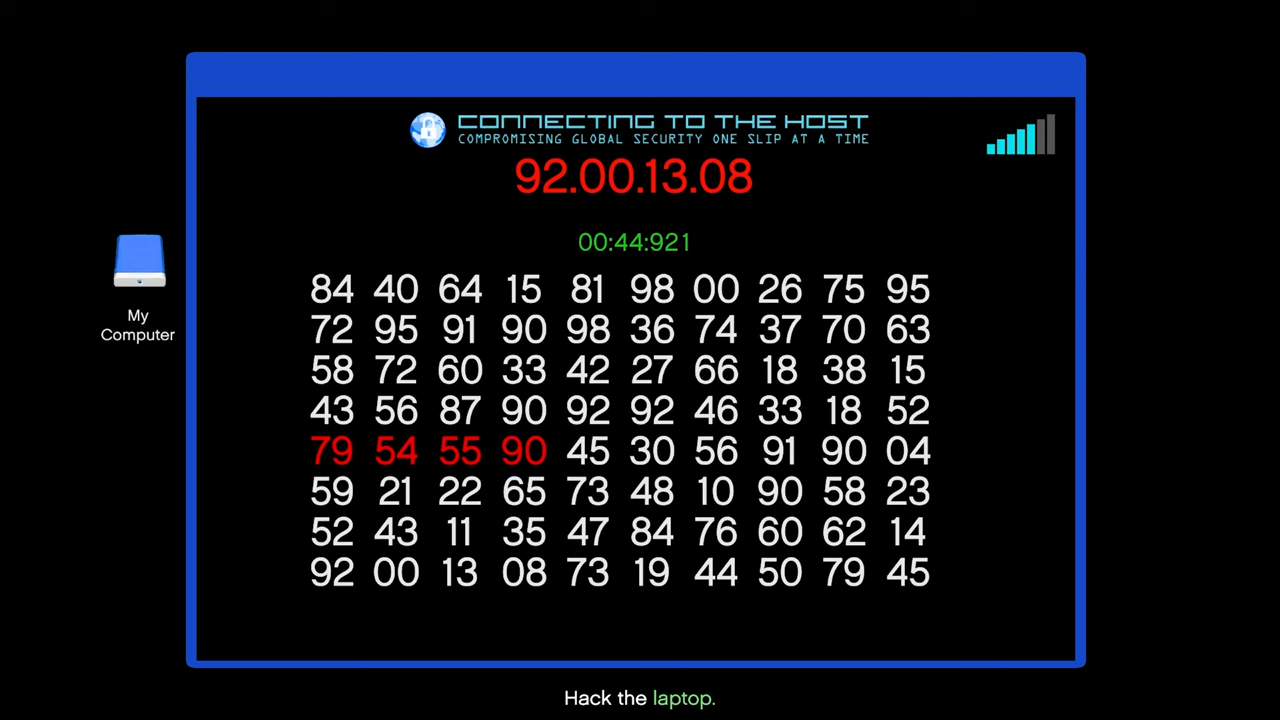 CONNECTING TO THE HOST
COMPROMISING GLOBAL SECURITY ONE SLIP AT A TIME
92.00.13.08
00:44:921
84 40 64 15 81 98 00 26 75 95
72 95 91 90 98 36 74 37 70 63
58 72 60 33 42 27 66 18 38 15
43 56 87 90 92 92 46 33 18 52
79 54 55 90 45 30 56 91 90 04
59 21 22 65 73 48 10 90 58 23
52 43 11 35 47 84 76 60 62 14
92 00 13 08 73 19 44 50 79 45
My
Computer
Hack the laptop.